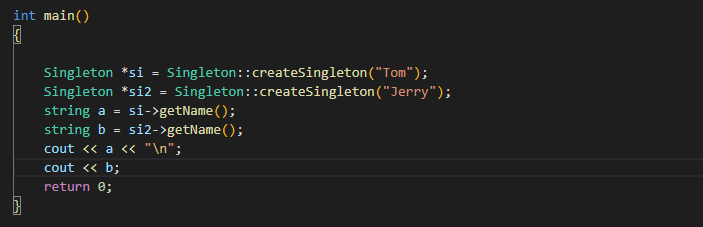 int main()
{
Singleton *si = Singleton::createSingleton("Tom");
Singleton *si2 = Singleton::createSingleton("Jerry");
string a = si->getName();
string b = si2->getName();
cout << a << "\n";
cout << b;
return 0;
}